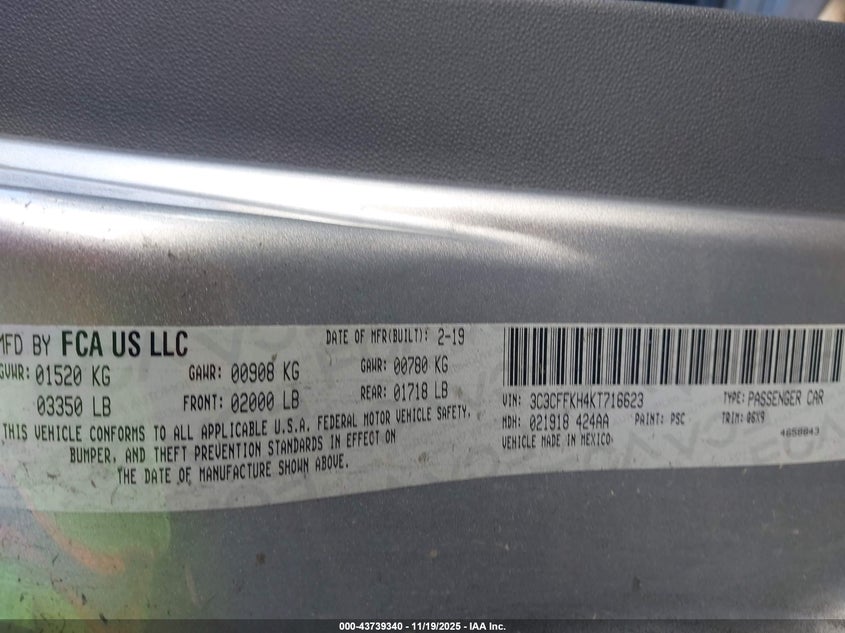 MFD BY FCA US LLC
DATE OF MFR(BUILT): 2-19
GVWR: 01520 KG
GAWR: 00908 KG
GAWR: 00780 KG
03350 LB
FRONT: 02000 LB
REAR: 01718 LB
THIS VEHICLE CONFORMS TO ALL APPLICABLE U.S.A. FEDERAL MOTOR VEHICLE SAFETY,
BUMPER, AND THEFT PREVENTION STANDARDS IN EFFECT ON
THE DATE OF MANUFACTURE SHOWN ABOVE.
VIN: 3C3CFFKH4KT716623
TYPE: PASSENGER CAR
MDH: 021918 424AA
PAINT: PSC
TRIM: 06X9
VEHICLE MADE IN MEXICO
4658843
000-43739340 - 11/19/2025 - IAA Inc.